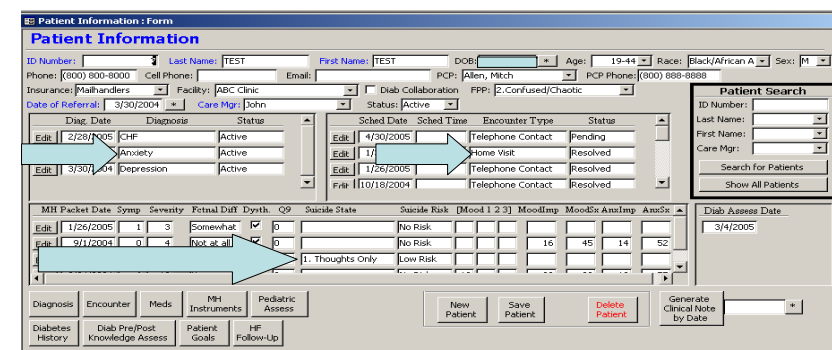 Patient Information : Form
Patient Information
ID Number: Last Name: TEST First Name: TEST DOB: * Age: 19-44 Race: Black/African A Sex: M
Phone: (800) 800-8000 Cell Phone: Email: PCP: Allen, Mitch PCP Phone: (800) 888-8888
Insurance: Mailhandlers Facility: ABC Clinic Diab Collaboration FPP: 2.Confused/Chaotic
Date of Referral: 3/30/2004 * Care Mgr: John Status: Active
Patient Search
ID Number:
Last Name:
First Name:
Care Mgr:
Search for Patients
Show All Patients
Diag. Date Diagnosis Status
Edit 2/28/2005 CHF Active
Anxiety Active
Edit 3/30/2004 Depression Active
Sched Date Sched Time Encounter Type Status
Edit 4/30/2005 Telephone Contact Pending
Edit 1/ Home Visit Resolved
Edit 1/26/2005 Telephone Contact Resolved
Edit 10/18/2004 Telephone Contact Resolved
MH Packet Date Symp Severity Fctnal Diff Dysth. Q9 Suicide State Suicide Risk [Mood 1 2 3] MoodImp MoodSx AnxImp AnxSx
Edit 1/26/2005 1 3 Somewhat 0 No Risk
Edit 9/1/2004 0 4 Not at all 0 No Risk 16 45 14 52
1. Thoughts Only Low Risk
Diab Assess Date
3/4/2005
Diagnosis Encounter Meds MH Instruments Pediatric Assess
Diabetes History Diab Pre/Post Knowledge Assess Patient Goals HF Follow-Up
New Patient Save Patient Delete Patient
Generate Clinical Note by Date *